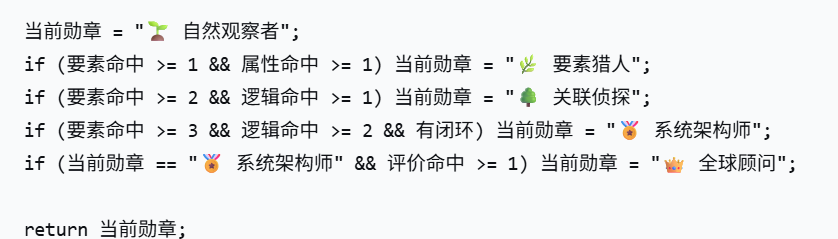 当前勋章 = "🌱 自然观察者";
if (要素命中 >= 1 && 属性命中 >= 1) 当前勋章 = "🌿 要素猎人";
if (要素命中 >= 2 && 逻辑命中 >= 1) 当前勋章 = "🌳 关联侦探";
if (要素命中 >= 3 && 逻辑命中 >= 2 && 有闭环) 当前勋章 = "🏅 系统架构师";
if (当前勋章 == "🏅 系统架构师" && 评价命中 >= 1) 当前勋章 = "👑 全球顾问";
return 当前勋章;